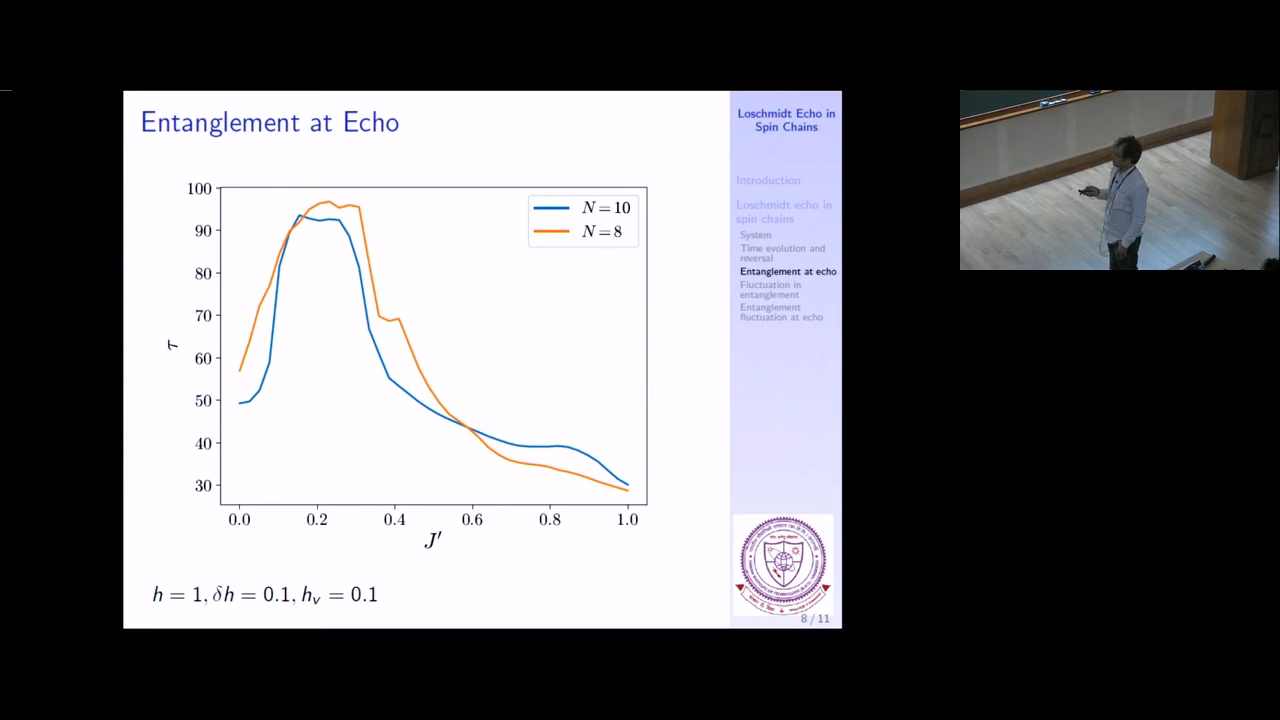 Entanglement at Echo
100
90
80
70
60
50
40
30
τ
N = 10
N = 8
0.0 0.2 0.4 0.6 0.8 1.0
J′
h = 1, δh = 0.1, hᵥ = 0.1
Loschmidt Echo in
Spin Chains
Introduction
Loschmidt echo in
spin chains
System
Time evolution and
reversal
Entanglement at echo
Fluctuation in
entanglement
Entanglement
fluctuation at echo
8 / 11